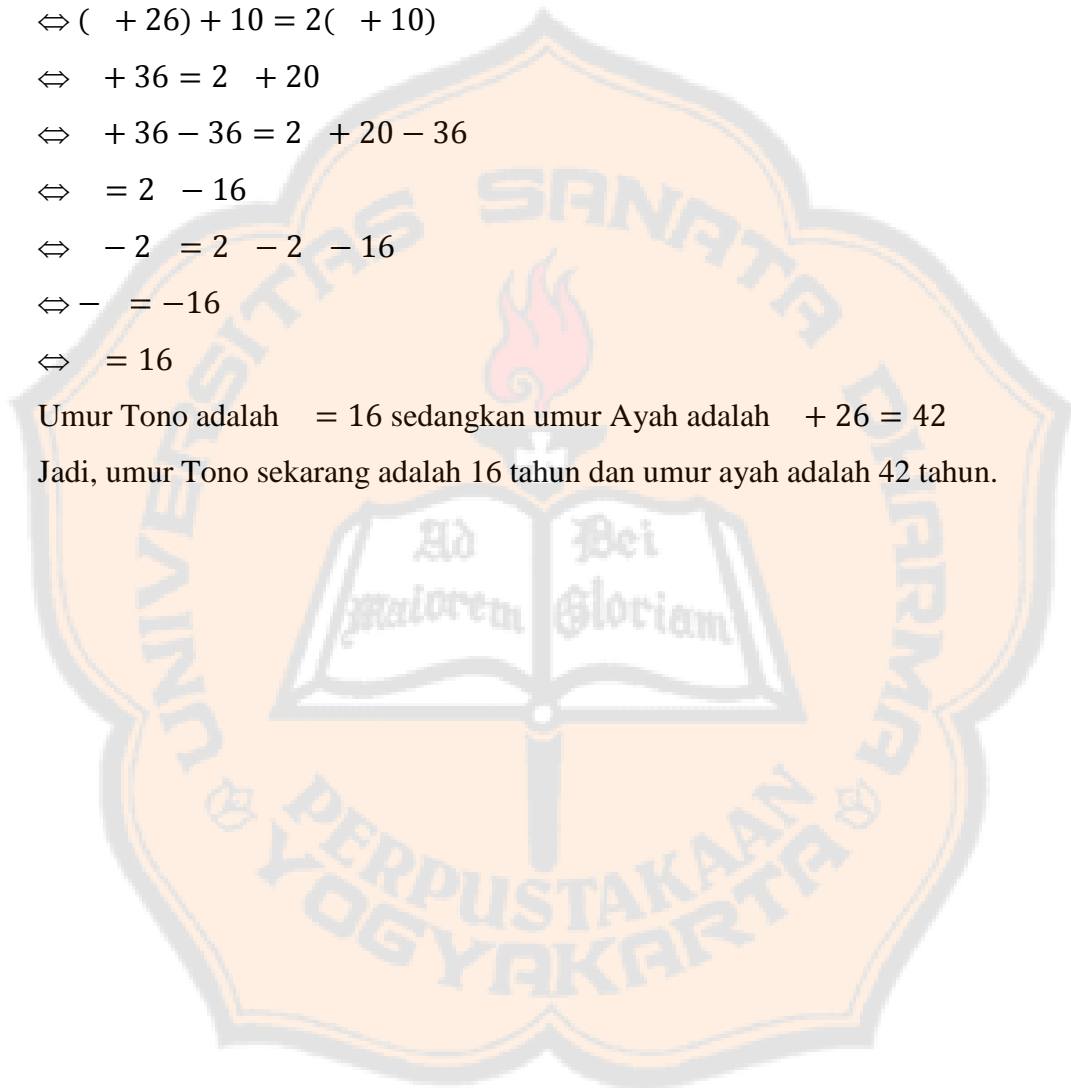 ⇔ ( + 26) + 10 = 2( + 10)
⇔ + 36 = 2 + 20
⇔ + 36 − 36 = 2 + 20 − 36
⇔ = 2 − 16
⇔ − 2 = 2 − 2 − 16
⇔ − = −16
⇔ = 16
Umur Tono adalah = 16 sedangkan umur Ayah adalah + 26 = 42
Jadi, umur Tono sekarang adalah 16 tahun dan umur ayah adalah 42 tahun.
UNIVERSITAS SANATA DHARMA
Ad Dei
Maiorem Gloriam
PERPUSTAKAAN
YOGYAKARTA